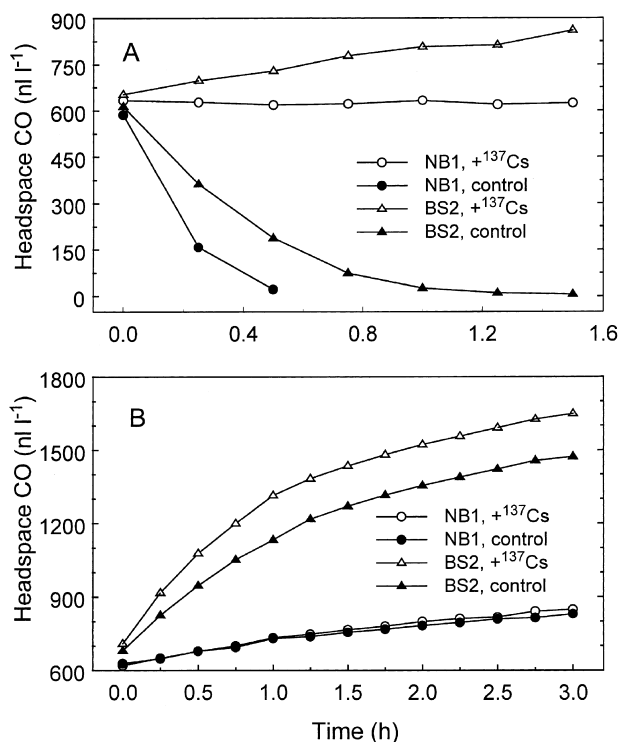 A
Headspace CO (nl l⁻¹)
900
750
600
450
300
150
0
NB1, +¹³⁷Cs
NB1, control
BS2, +¹³⁷Cs
BS2, control
0.0 0.4 0.8 1.2 1.6
B
Headspace CO (nl l⁻¹)
1800
1500
1200
900
600
NB1, +¹³⁷Cs
NB1, control
BS2, +¹³⁷Cs
BS2, control
0.0 0.5 1.0 1.5 2.0 2.5 3.0
Time (h)